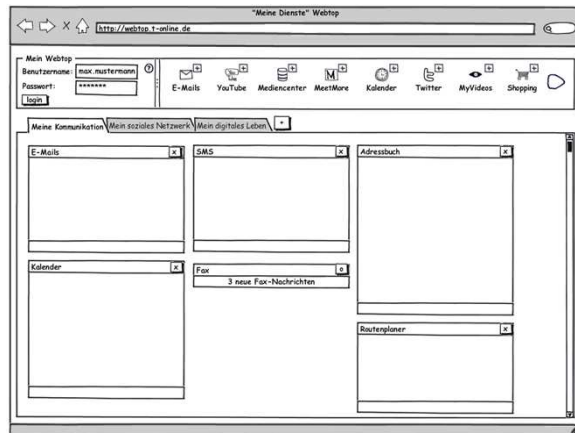 "Meine Dienste" Webtop
http://webtop.t-online.de
Mein Webtop
Benutzername: max.mustermann
Passwort: *******
login
E-Mails YouTube Mediencenter MeetMore Kalender Twitter MyVideos Shopping
Meine Kommunikation Mein soziales Netzwerk Mein digitales Leben +
E-Mails x SMS x Adressbuch x
Kalender x Fax o
3 neue Fax-Nachrichten
Routenplaner x